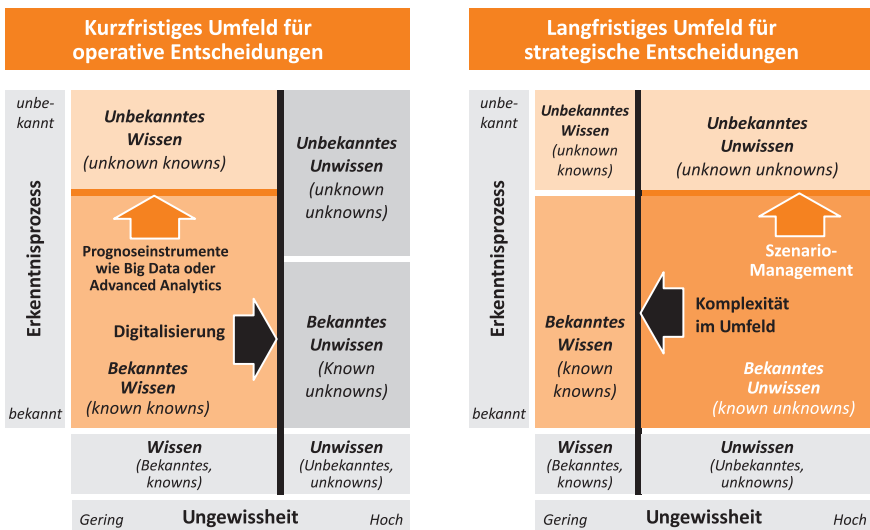 Kurzfristiges Umfeld für
operative Entscheidungen
unbe-
kannt
Erkenntnisprozess
bekannt
Unbekanntes
Wissen
(unknown knowns)
Prognoseinstrumente
wie Big Data oder
Advanced Analytics
Digitalisierung
Bekanntes
Wissen
(known knowns)
Unbekanntes
Unwissen
(unknown
unknowns)
Bekanntes
Unwissen
(Known
unknowns)
Wissen
(Bekanntes,
knowns)
Unwissen
(Unbekanntes,
unknowns)
Gering Ungewissheit Hoch
Langfristiges Umfeld für
strategische Entscheidungen
unbe-
kannt
Erkenntnisprozess
bekannt
Unbekanntes
Wissen
(unknown
knowns)
Unbekanntes
Unwissen
(unknown unknowns)
Szenario-
Management
Komplexität
im Umfeld
Bekanntes
Wissen
(known
knowns)
Bekanntes
Unwissen
(known unknowns)
Wissen
(Bekanntes,
knowns)
Unwissen
(Unbekanntes,
unknowns)
Gering Ungewissheit Hoch